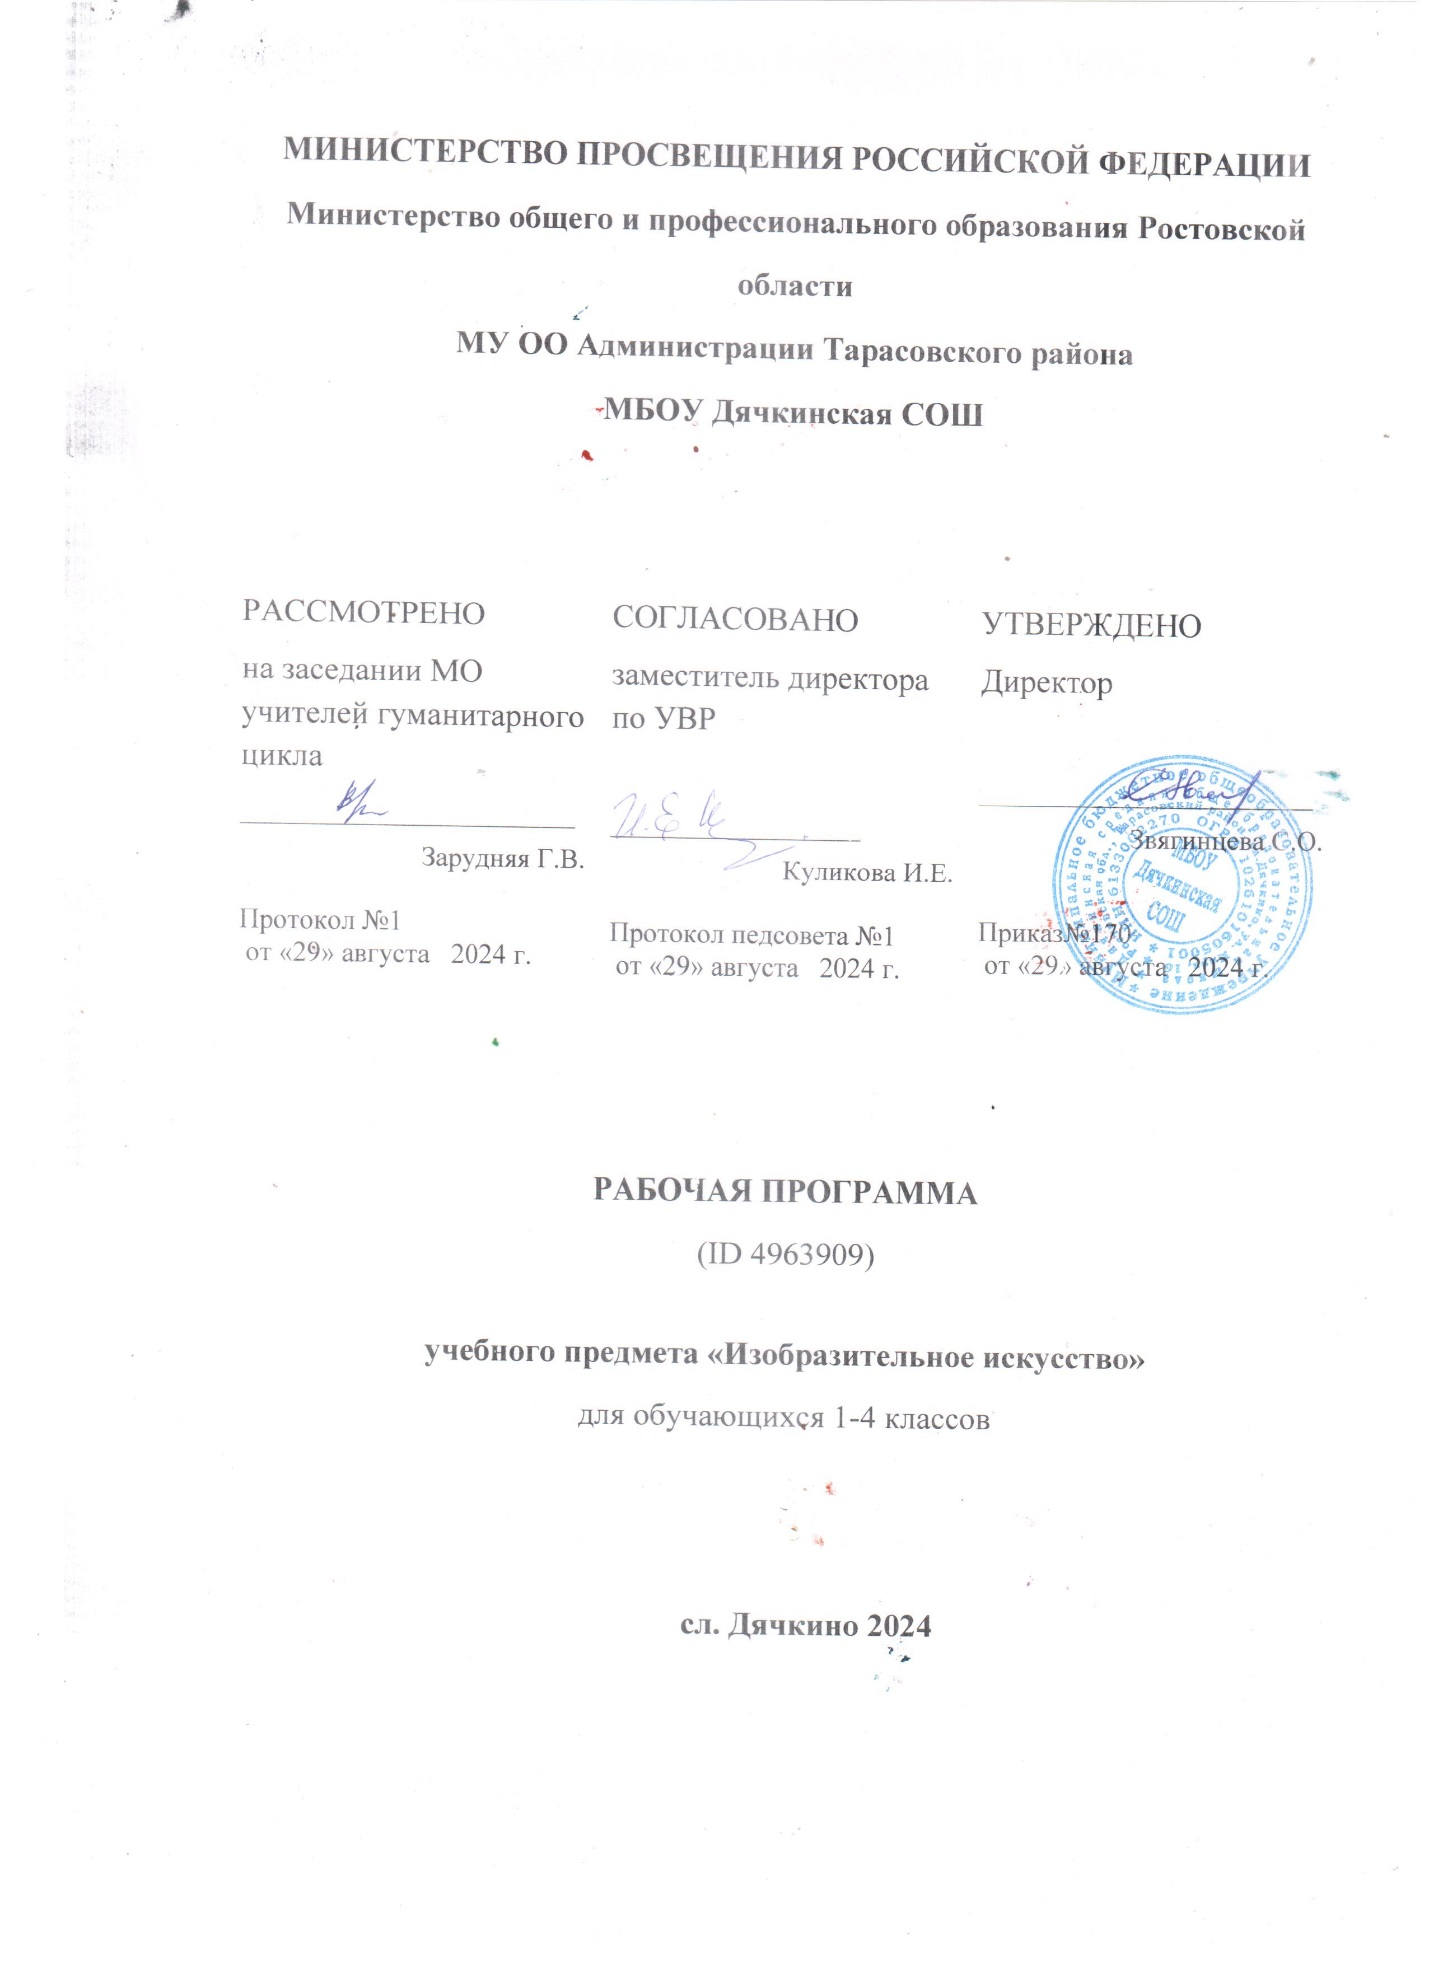 МИНИСТЕРСТВО ПРОСВЕЩЕНИЯ РОССИЙСКОЙ ФЕДЕРАЦИИ
Министерство общего и профессионального образования Ростовской
области
МУ ОО Администрации Тарасовского района
МБОУ Дячкинская СОШ
РАССМОТРЕНО
на заседании МО
учителей гуманитарного
цикла
Зарудняя Г.В.
Протокол №1
от «29» августа 2024 г.
СОГЛАСОВАНО
заместитель директора
по УВР
Куликова И.Е.
Протокол педсовета №1
от «29» августа 2024 г.
УТВЕРЖДЕНО
Директор
Звягинцева С.О.
Приказ№170
от «29» августа 2024 г.
МБОУ
Дячкинская
СОШ
РАБОЧАЯ ПРОГРАММА
(ID 4963909)
учебного предмета «Изобразительное искусство»
для обучающихся 1-4 классов
сл. Дячкино 2024